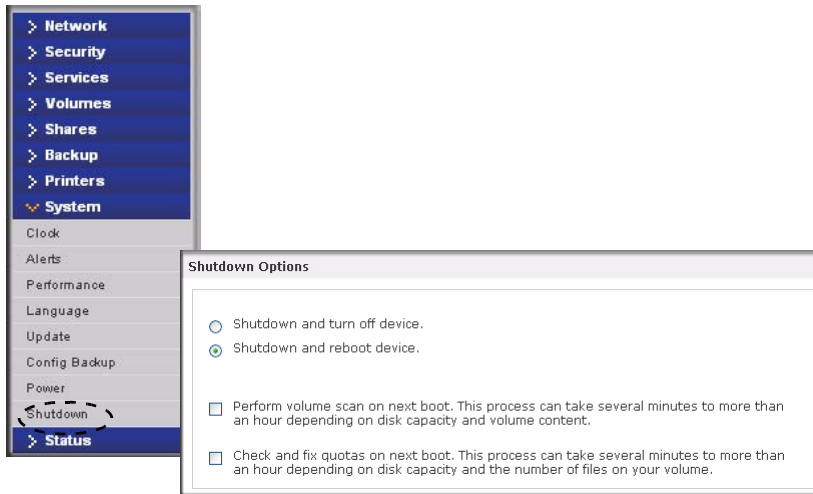 Network
Security
Services
Volumes
Shares
Backup
Printers
System
Clock
Alerts
Performance
Language
Update
Config Backup
Power
Shutdown
Status
Shutdown Options
Shutdown and turn off device.
Shutdown and reboot device.
Perform volume scan on next boot. This process can take several minutes to more than
an hour depending on disk capacity and volume content.
Check and fix quotas on next boot. This process can take several minutes to more than
an hour depending on disk capacity and the number of files on your volume.